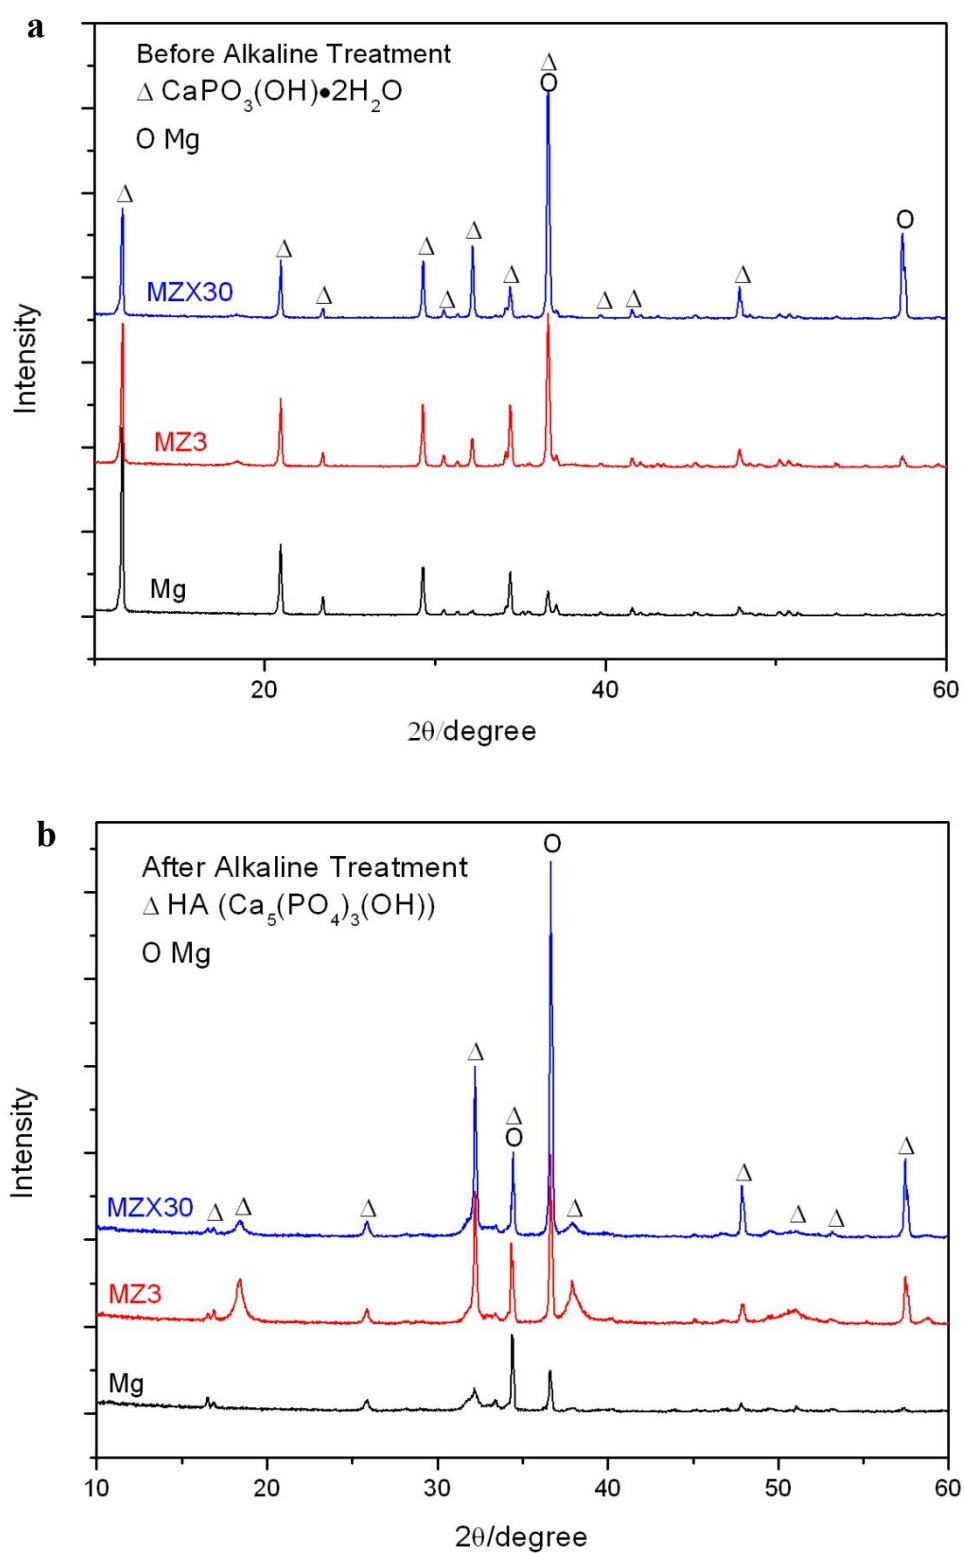 a
Before Alkaline Treatment
Δ CaPO₃(OH)•2H₂O
O Mg
Δ
O
Δ
Δ
Δ
Δ
Δ
Δ
Δ
Δ
Δ
Δ
O
MZX30
MZ3
Mg
Intensity
20
40
60
2θ/degree
b
After Alkaline Treatment
Δ HA (Ca₅(PO₄)₃(OH))
O Mg
O
Δ
Δ
O
Δ
Δ
Δ
Δ
Δ
Δ
Δ
Δ
MZX30
MZ3
Mg
Intensity
10
20
30
40
50
60
2θ/degree